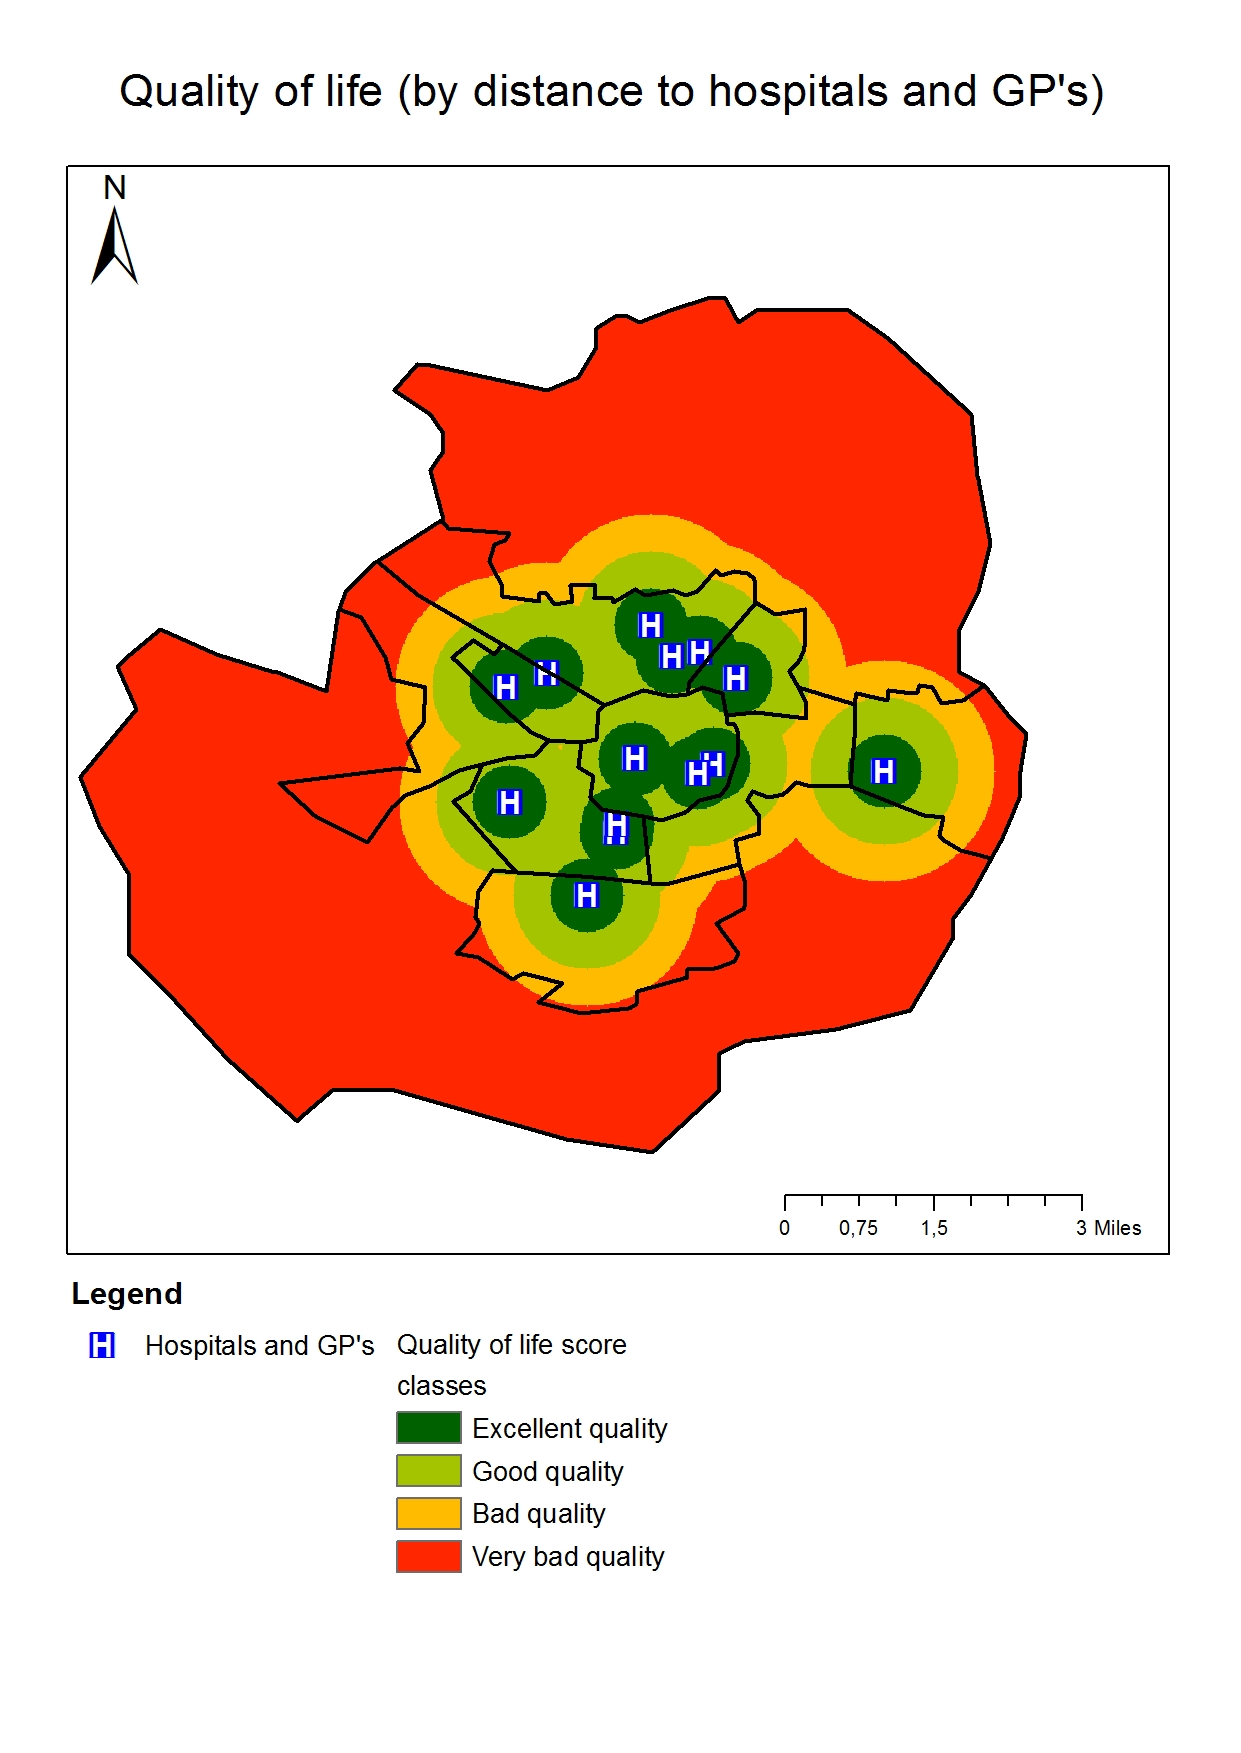 Quality of life (by distance to hospitals and GP's)
N
H
H
H
H
H
H
H
H
H
H
H
H
H
H
0 0,75 1,5 3 Miles
Legend
H Hospitals and GP's Quality of life score
classes
Excellent quality
Good quality
Bad quality
Very bad quality